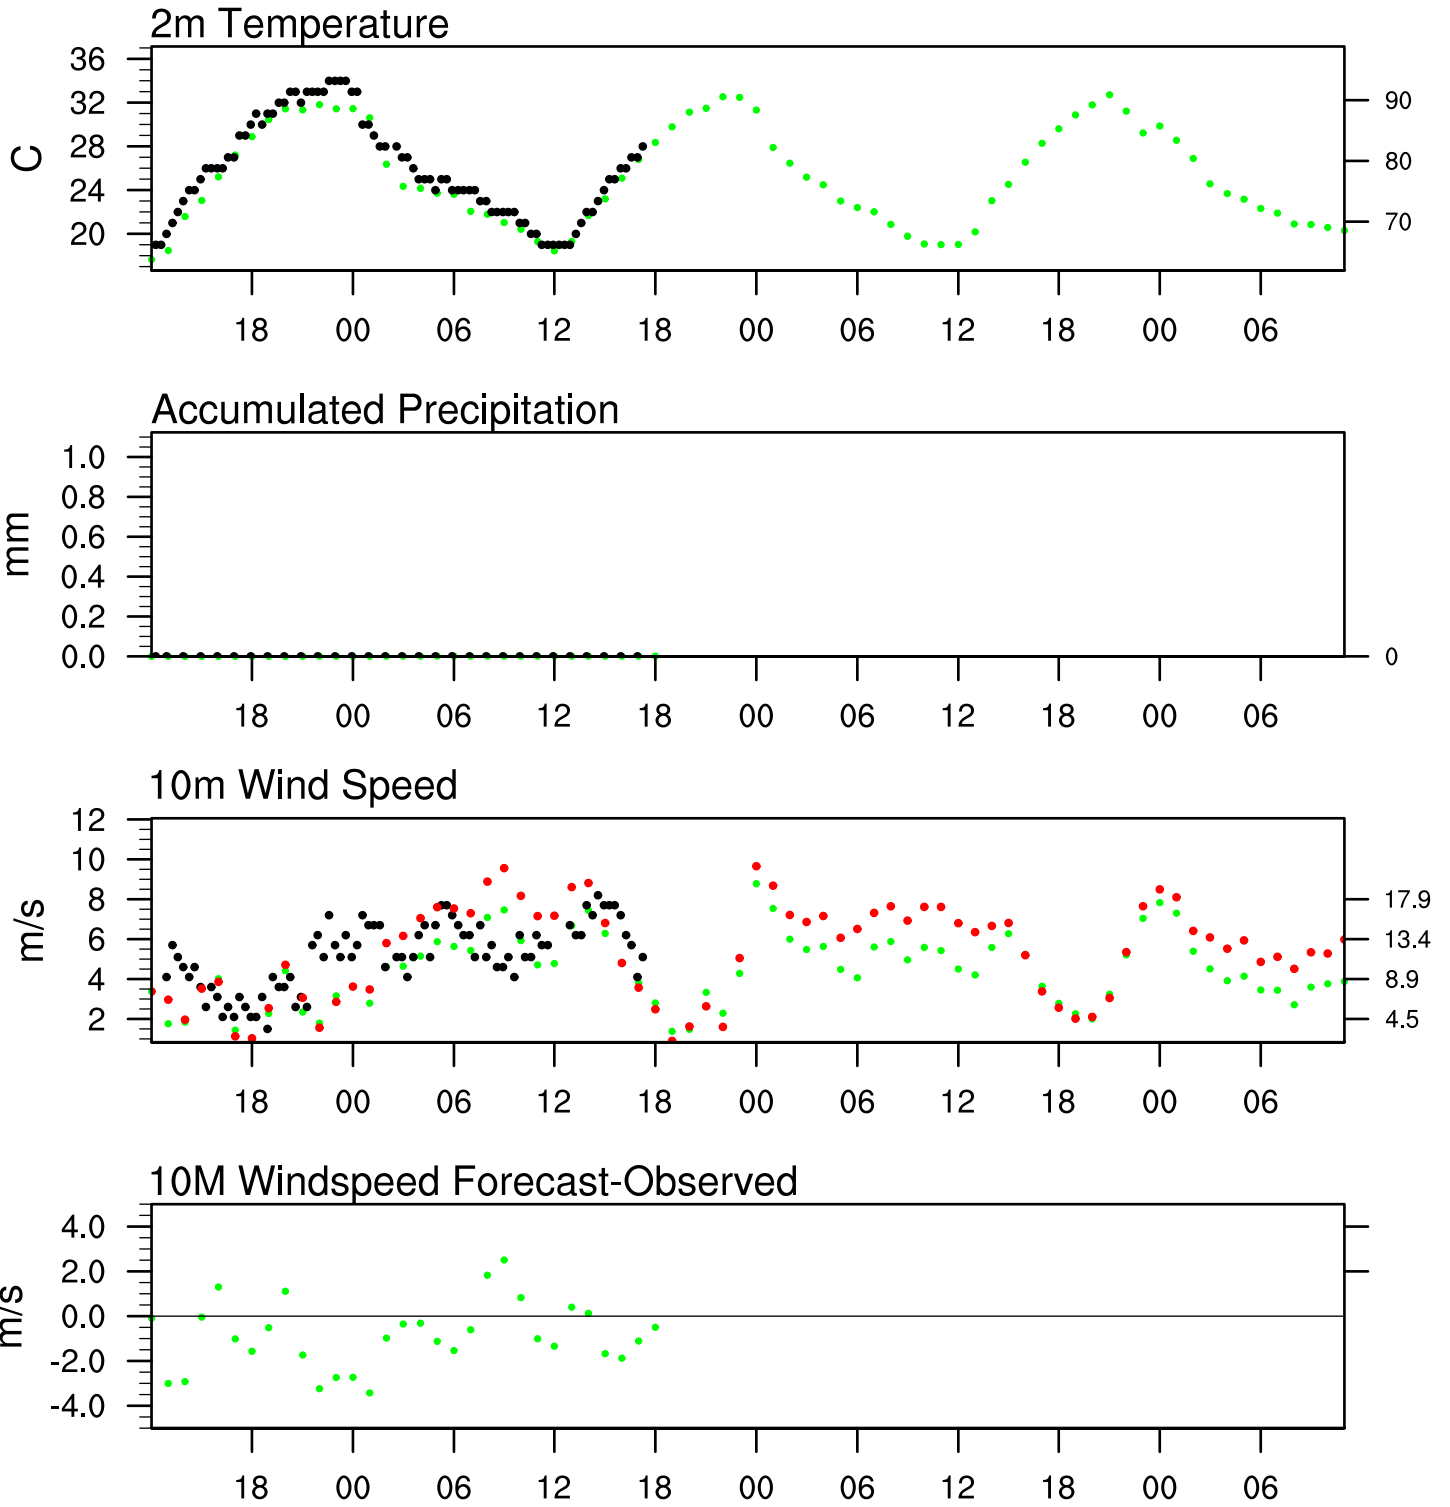 2m Temperature
36
32
28
24
20
C
90
80
70
18 00 06 12 18 00 06 12 18 00 06
Accumulated Precipitation
1.0
0.8
0.6
0.4
0.2
0.0
mm
0
18 00 06 12 18 00 06 12 18 00 06
10m Wind Speed
12
10
8
6
4
2
m/s
17.9
13.4
8.9
4.5
18 00 06 12 18 00 06 12 18 00 06
10M Windspeed Forecast-Observed
4.0
2.0
0.0
-2.0
-4.0
m/s
18 00 06 12 18 00 06 12 18 00 06